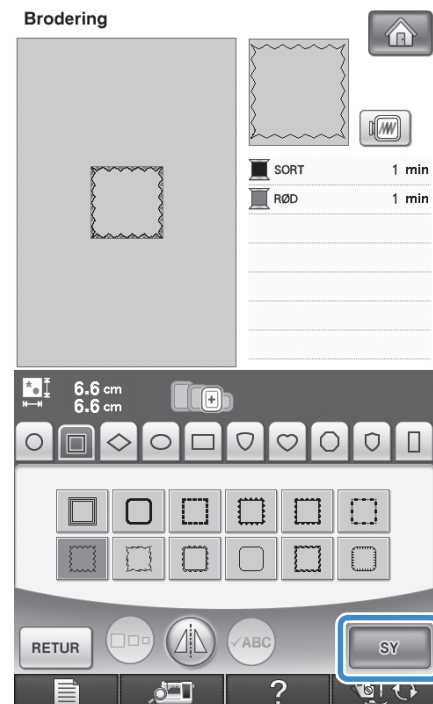 Brodering
SORT 1 min
RØD 1 min
6.6 cm
6.6 cm
RETUR
✓ABC
SY
?